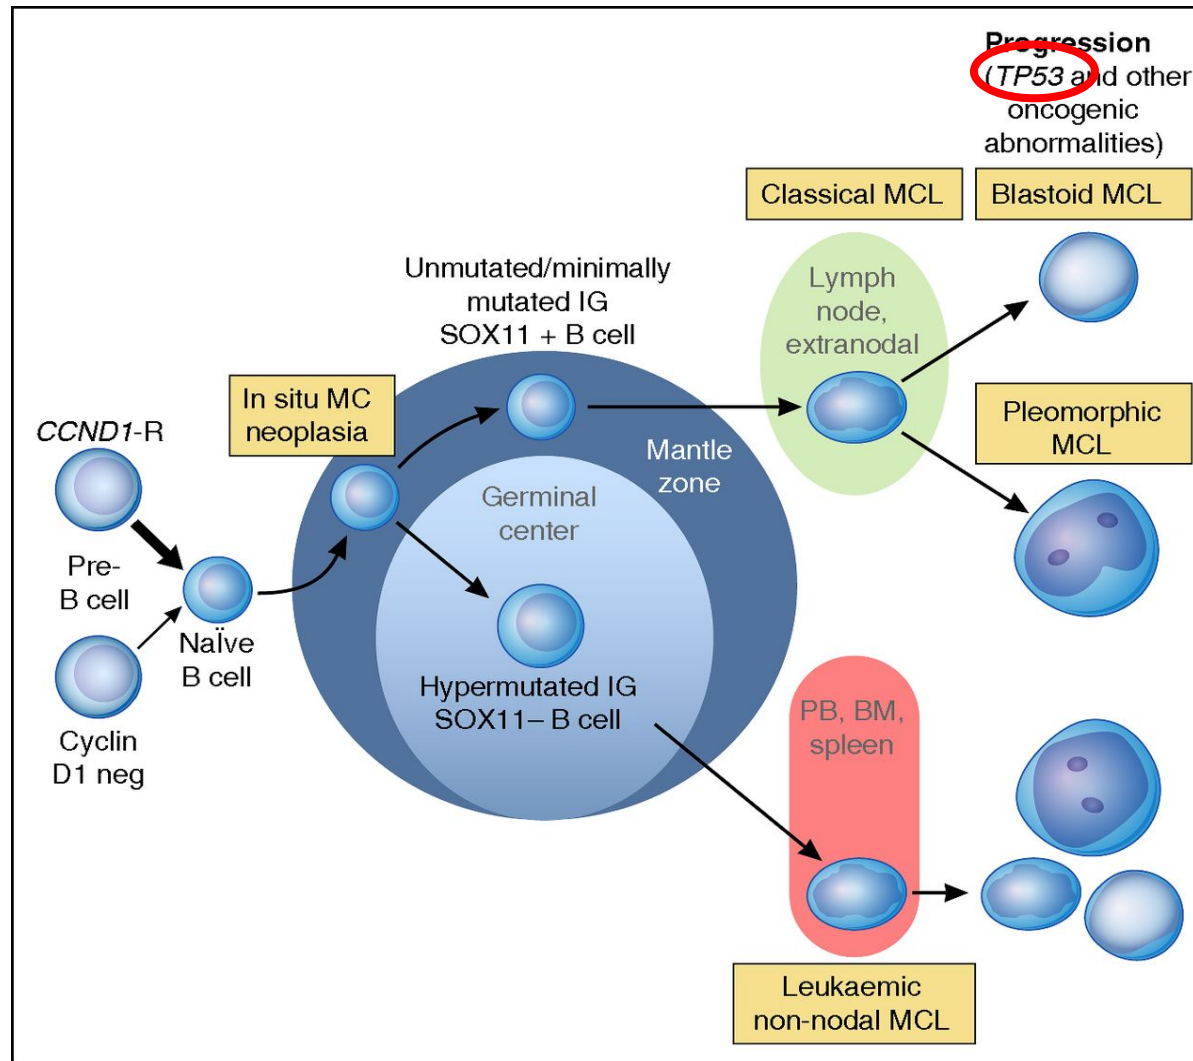 Progression
(TP53 and other
oncogenic
abnormalities)
Classical MCL
Blastoid MCL
Unmutated/minimally
mutated IG
SOX11 + B cell
Lymph
node,
extranodal
In situ MC
neoplasia
Pleomorphic
MCL
CCND1-R
Mantle
zone
Germinal
center
Pre-
B cell
NaÏve
B cell
Hypermutated IG
SOX11– B cell
PB, BM,
spleen
Cyclin
D1 neg
Leukaemic
non-nodal MCL